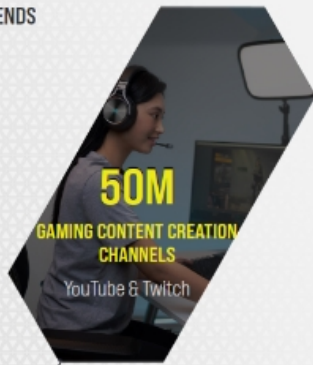 ENDS
50M
GAMING CONTENT CREATION
CHANNELS
YouTube & Twitch